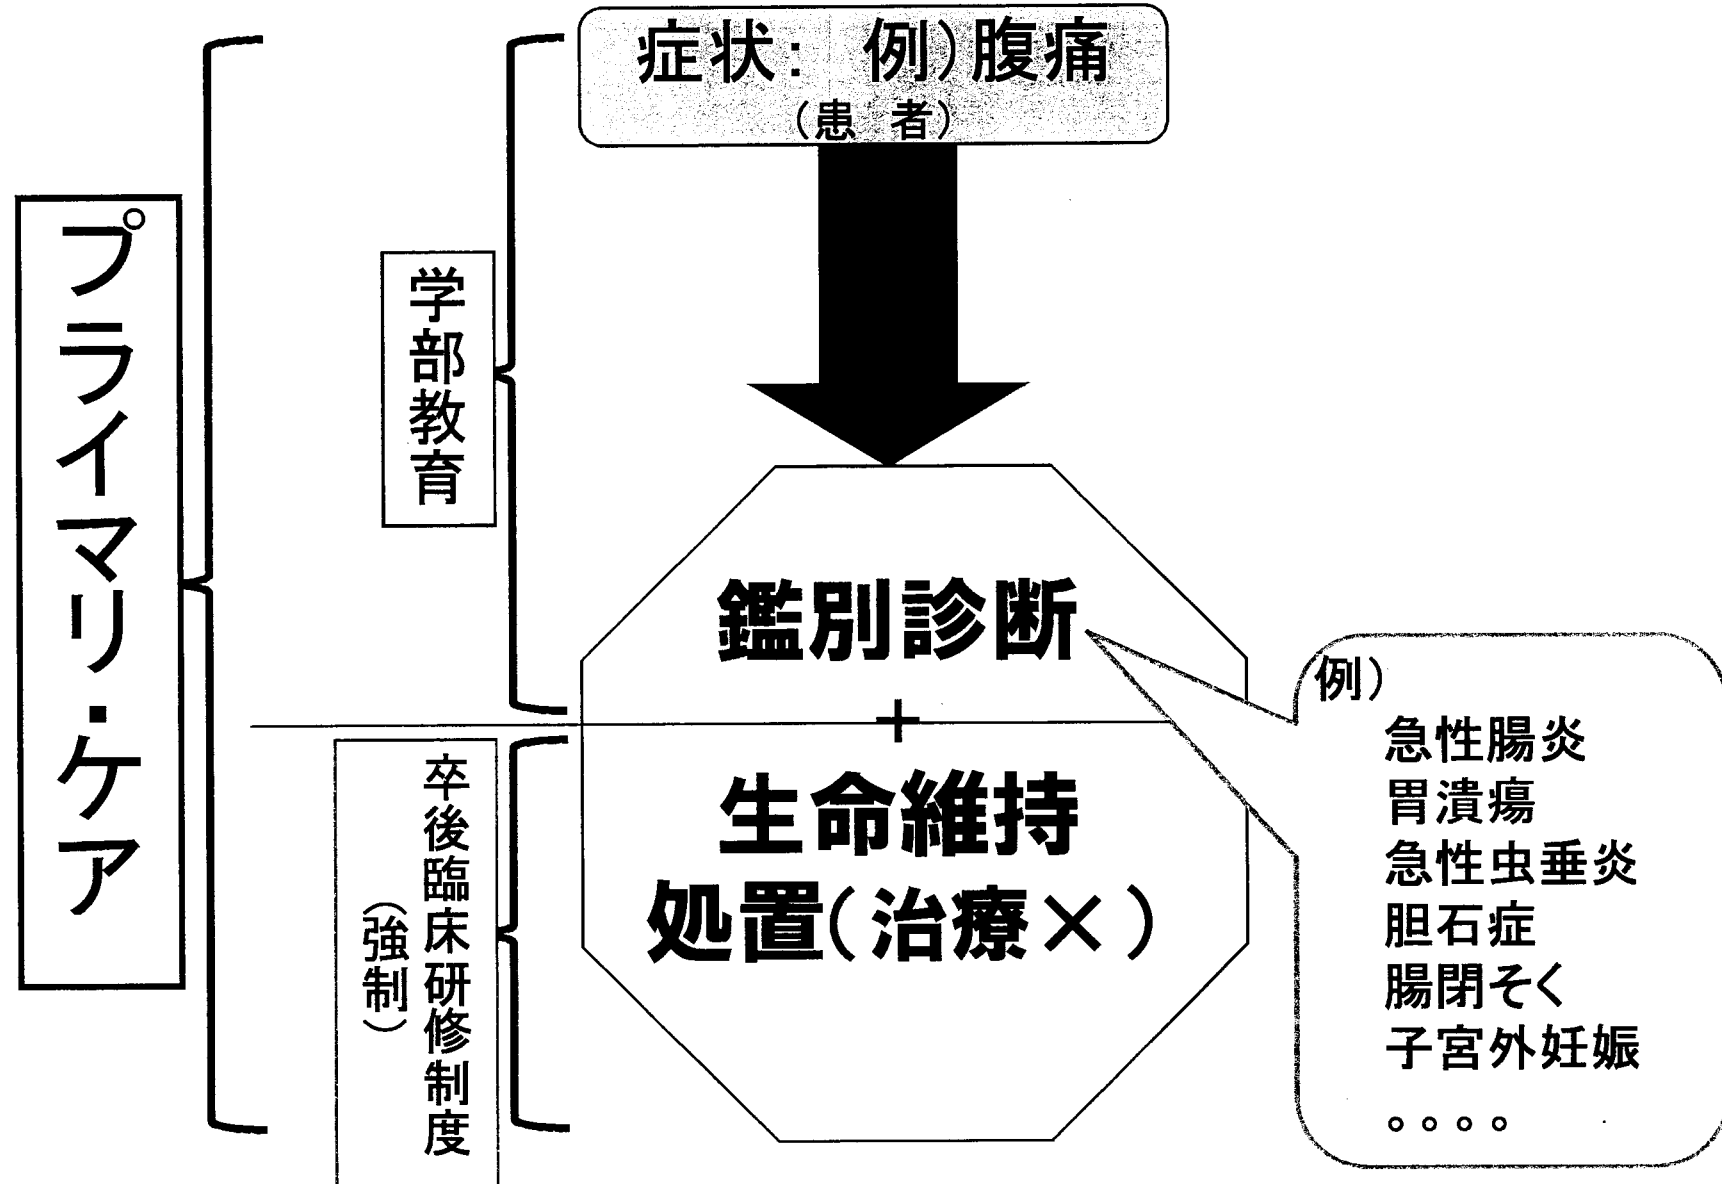 症状: 例)腹痛
(患 者)
プライマリ・ケア
学部教育
鑑別診断
+
生命維持
処置(治療×)
卒後臨床研修制度
(強制)
例)
急性腸炎
胃潰瘍
急性虫垂炎
胆石症
腸閉そく
子宮外妊娠
。。。。